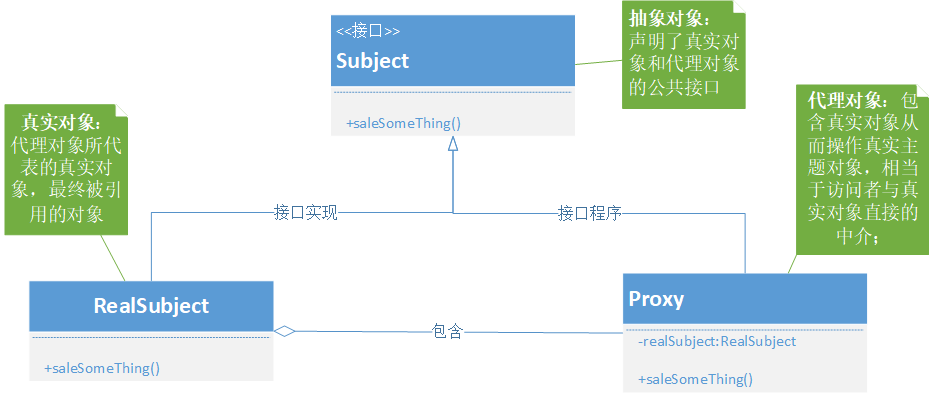 <<接口>>
Subject
+saleSomeThing()
抽象对象：
声明了真实对
象和代理对象
的公共接口
真实对象：
代理对象所代
表的真实对
象，最终被引
用的对象
代理对象：包
含真实对象从
而操作真实主
题对象，相当
于访问者与真
实对象直接的
中介；
接口实现
接口程序
RealSubject
+saleSomeThing()
包含
Proxy
-realSubject:RealSubject
+saleSomeThing()